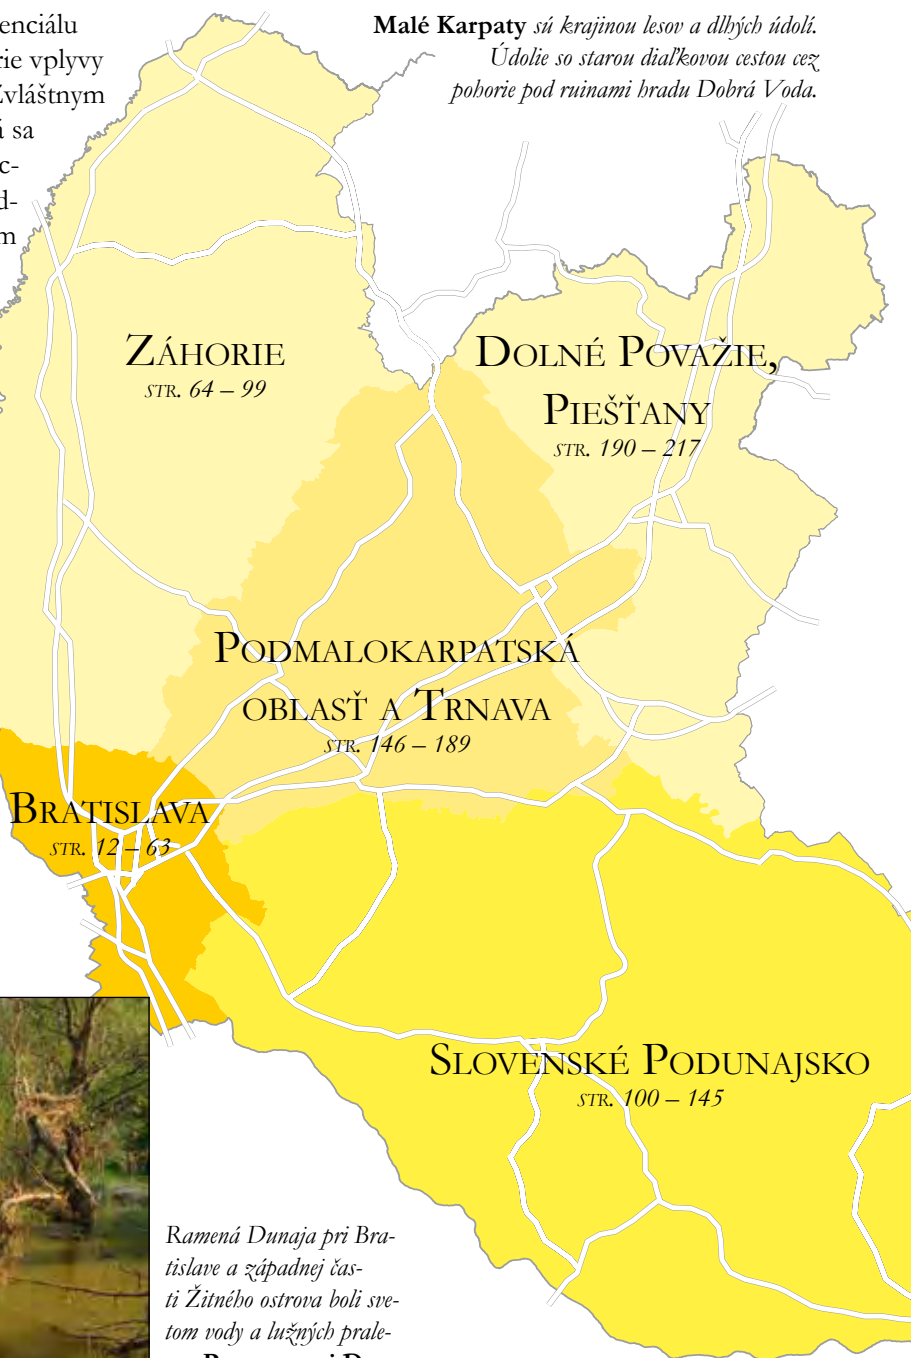 Malé Karpaty sú krajinou lesov a dlhých údolí.
Údolie so starou diaľkovou cestou cez
pohorie pod ruinami hradu Dobrá Voda.
vplyvy
sa
Záhorie
str. 64 – 99
Dolné Považie,
Piešťany
str. 190 – 217
Podmalokarpatská
oblasť a Trnava
str. 146 – 189
Bratislava
str. 12 – 63
Slovenské Podunajsko
str. 100 – 145
Ramená Dunaja pri Bra-
tislave a západnej čas-
ti Žitného ostrova boli sve-
tom vody a lužných prale-